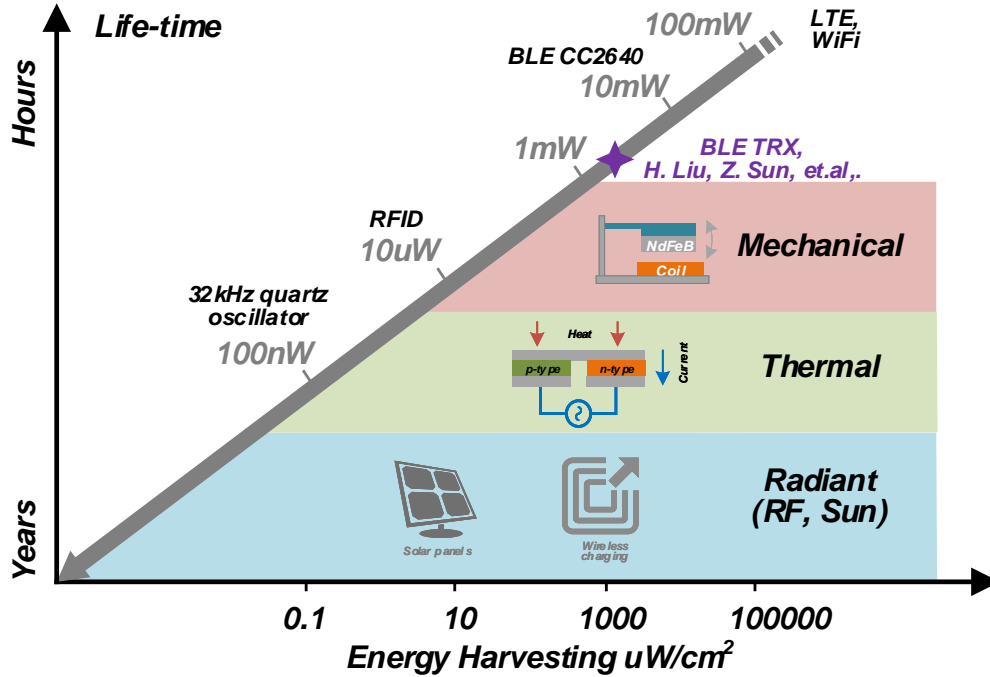 Life-time
Hours
Years
100mW
LTE,
WiFi
BLE CC2640
10mW
1mW
BLE TRX,
H. Liu, Z. Sun, et.al,.
RFID
10uW
32kHz quartz
oscillator
100nW
NdFeB
Coil
Mechanical
Heat
p-type
n-type
Current
Thermal
Solar panels
Wireless
charging
Radiant
(RF, Sun)
0.1
10
1000
100000
Energy Harvesting uW/cm²